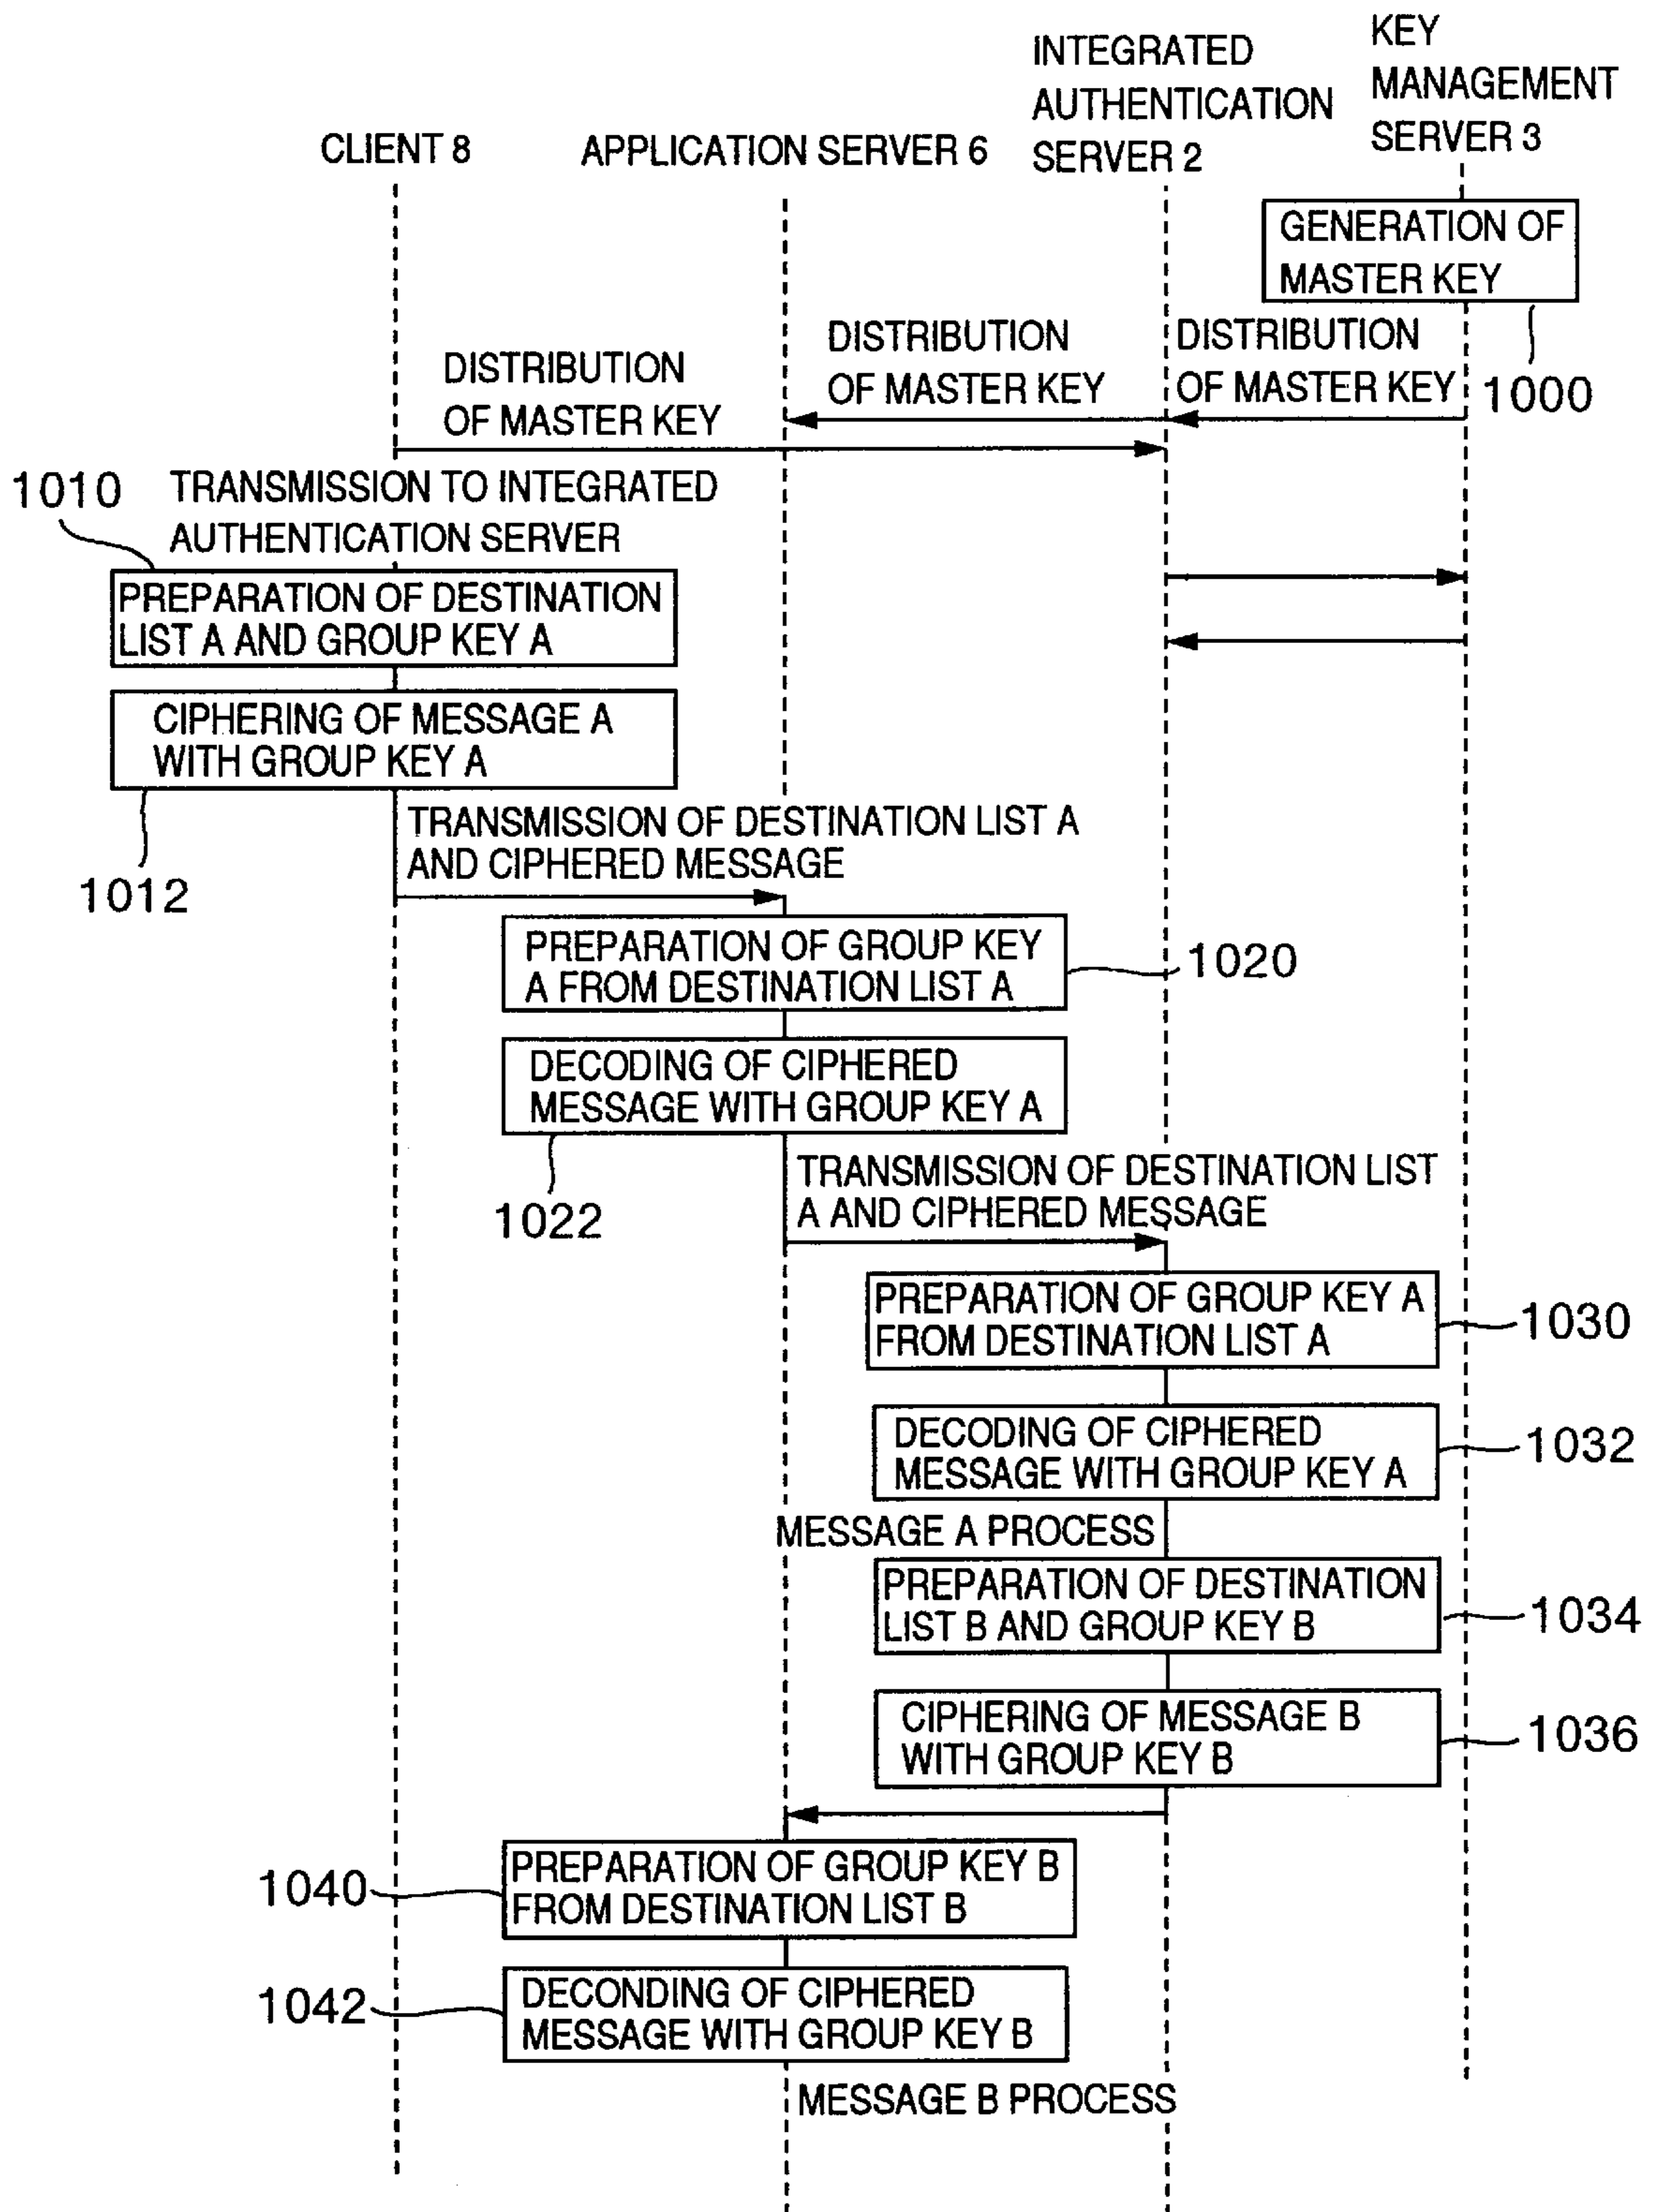 KEY
MANAGEMENT
SERVER 3
INTEGRATED
AUTHENTICATION
SERVER 2
CLIENT 8
APPLICATION SERVER 6
GENERATION OF
MASTER KEY
1000
DISTRIBUTION
OF MASTER KEY
DISTRIBUTION
OF MASTER KEY
DISTRIBUTION
OF MASTER KEY
1010
TRANSMISSION TO INTEGRATED
AUTHENTICATION SERVER
PREPARATION OF DESTINATION
LIST A AND GROUP KEY A
CIPHERING OF MESSAGE A
WITH GROUP KEY A
1012
TRANSMISSION OF DESTINATION LIST A
AND CIPHERED MESSAGE
PREPARATION OF GROUP KEY
A FROM DESTINATION LIST A
1020
DECODING OF CIPHERED
MESSAGE WITH GROUP KEY A
1022
TRANSMISSION OF DESTINATION LIST
A AND CIPHERED MESSAGE
PREPARATION OF GROUP KEY A
FROM DESTINATION LIST A
1030
DECODING OF CIPHERED
MESSAGE WITH GROUP KEY A
1032
MESSAGE A PROCESS
PREPARATION OF DESTINATION
LIST B AND GROUP KEY B
1034
CIPHERING OF MESSAGE B
WITH GROUP KEY B
1036
1040
PREPARATION OF GROUP KEY B
FROM DESTINATION LIST B
1042
DECONDING OF CIPHERED
MESSAGE WITH GROUP KEY B
MESSAGE B PROCESS